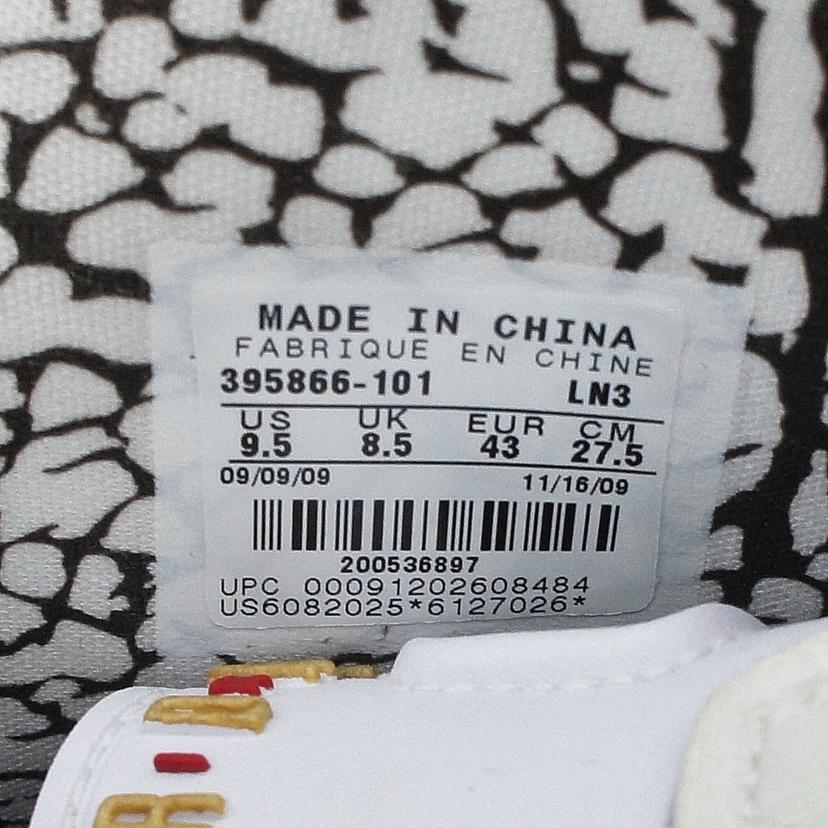 MADE IN CHINA
FABRIQUE EN CHINE
395866-101 LN3
US UK EUR CM
9.5 8.5 43 27.5
09/09/09 11/16/09
200536897
UPC 00091202608484
US6082025*6127026*